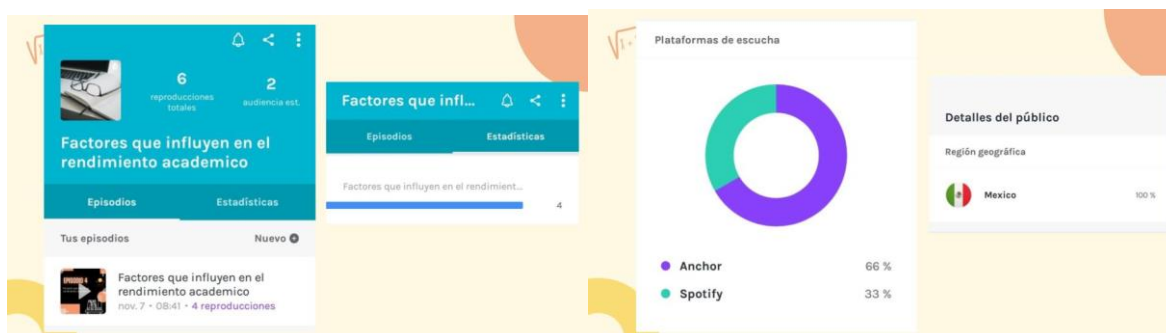 6
reproducciones
totales
2
audiencia est.
Factores que influyen en el
rendimiento academico
Episodios
Estadísticas
Tus episodios
Nuevo
EPISODIO 4
Factores que influyen en el
rendimiento academico
nov. 7 • 08:41 • 4 reproducciones
Factores que infl...
Episodios
Estadísticas
Factores que influyen en el rendimient...
4
Plataformas de escucha
Anchor 66 %
Spotify 33 %
Detalles del público
Región geográfica
Mexico 100 %